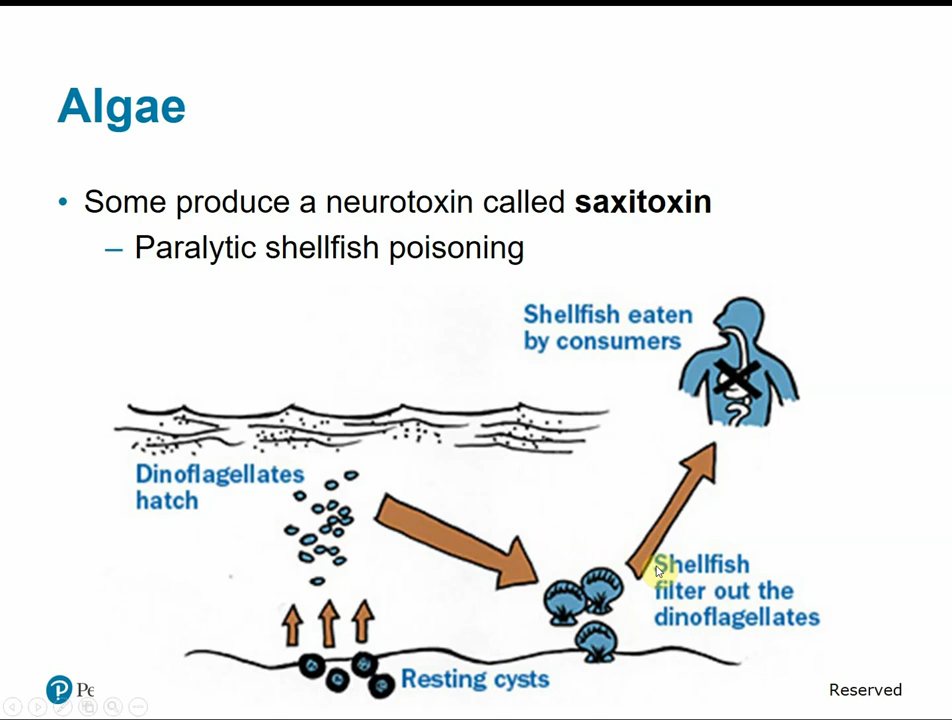 Algae
• Some produce a neurotoxin called saxitoxin
– Paralytic shellfish poisoning
Shellfish eaten
by consumers
Dinoflagellates
hatch
Shellfish
filter out the
dinoflagellates
Resting cysts
P
Reserved